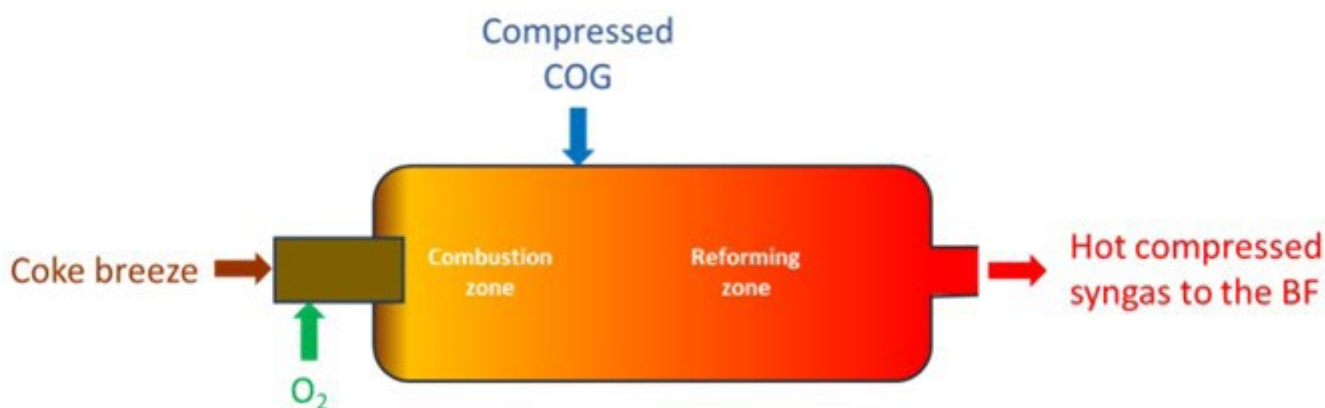 Compressed
COG
Coke breeze
O₂
Combustion
zone
Reforming
zone
Hot compressed
syngas to the BF